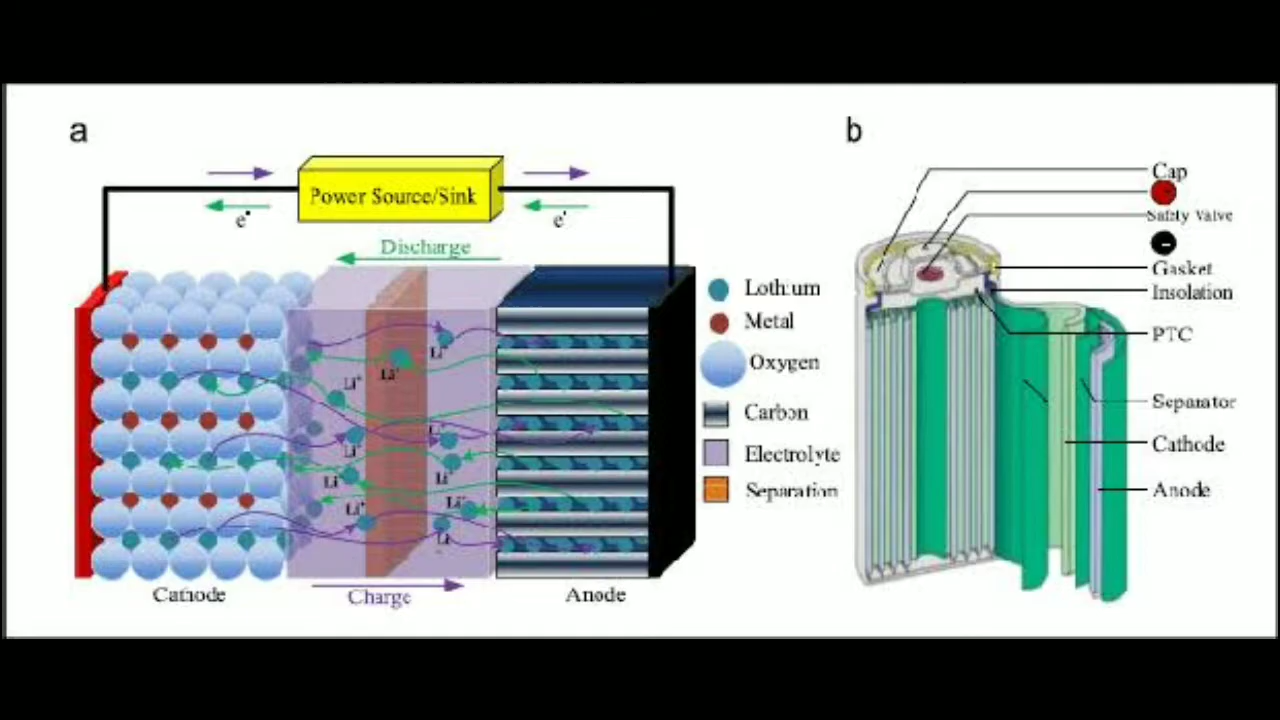 a
b
Power Source/Sink
e-
e-
Discharge
Li+
Li+
Li+
Li+
Li+
Li+
Li+
Li+
Li+
Li
Cathode
Charge
Anode
Lothium
Metal
Oxygen
Carbon
Electrolyte
Separation
Cap
Safety Valve
-
Gasket
Insolation
PTC
Separator
Cathode
Anode